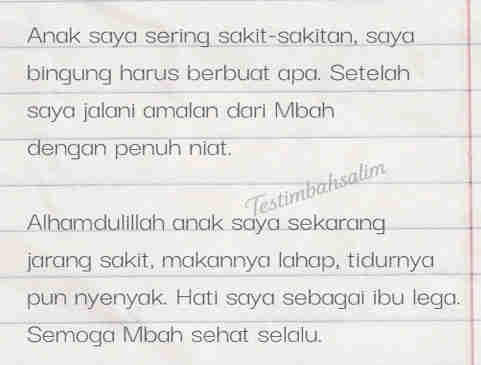 Anak saya sering sakit-sakitan, saya
bingung harus berbuat apa. Setelah
saya jalani amalan dari Mbah
dengan penuh niat.
Testimbahsalim
Alhamdulillah anak saya sekarang
jarang sakit, makannya lahap, tidurnya
pun nyenyak. Hati saya sebagai ibu lega.
Semoga Mbah sehat selalu.